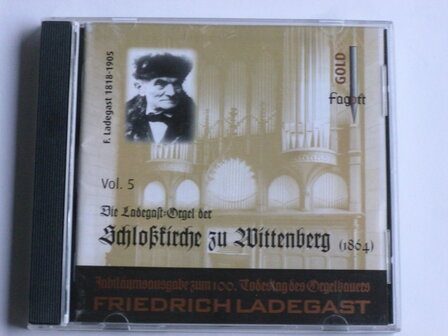 F. Ladegast 1818-1905
GOLD
Fagott
Vol. 5
Die Ladegast-Orgel der
Schloßkirche zu Wittenberg (1864)
Jubiläumsausgabe zum 100. Todestag des Orgelbauers
FRIEDRICH LADEGAST